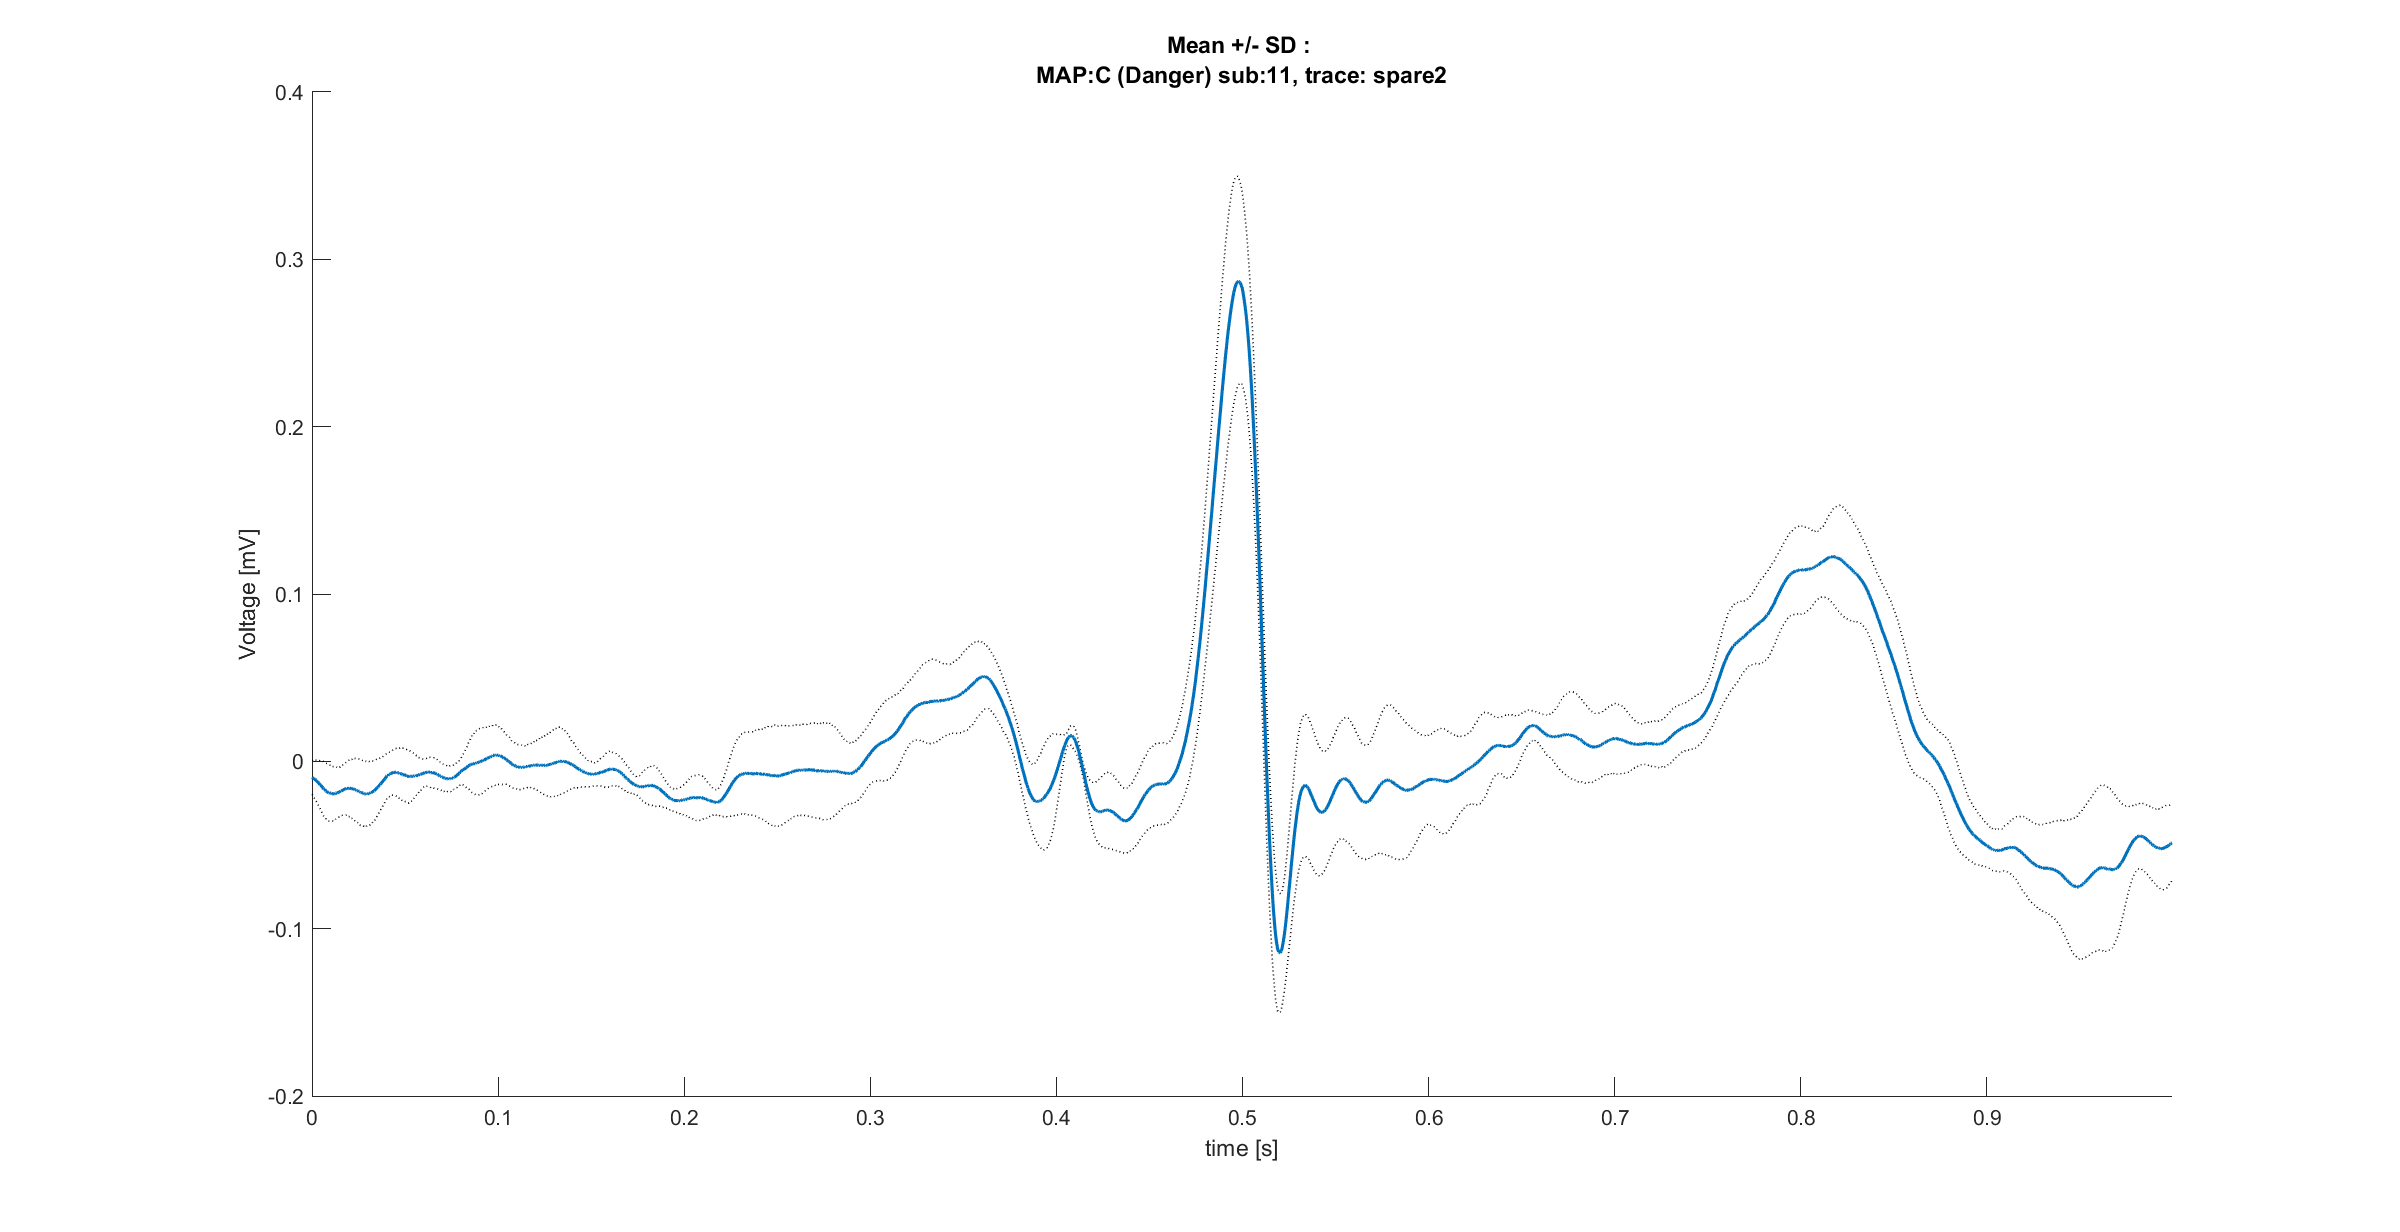 Mean +/- SD :
MAP:C (Danger) sub:11, trace: spare2
0.4
0.3
0.2
0.1
0
-0.1
-0.2
Voltage [mV]
0 0.1 0.2 0.3 0.4 0.5 0.6 0.7 0.8 0.9
time [s]